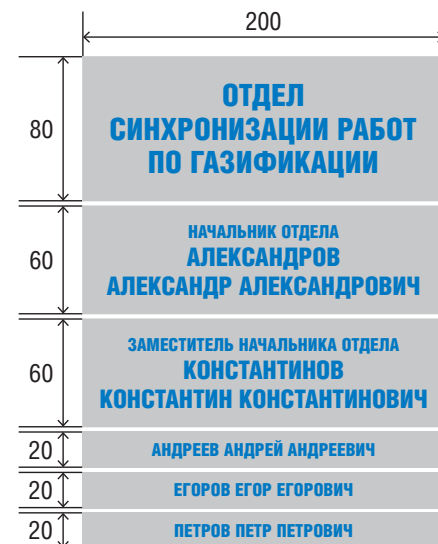 200
80
ОТДЕЛ
СИНХРОНИЗАЦИИ РАБОТ
ПО ГАЗИФИКАЦИИ
60
НАЧАЛЬНИК ОТДЕЛА
АЛЕКСАНДРОВ
АЛЕКСАНДР АЛЕКСАНДРОВИЧ
60
ЗАМЕСТИТЕЛЬ НАЧАЛЬНИКА ОТДЕЛА
КОНСТАНТИНОВ
КОНСТАНТИН КОНСТАНТИНОВИЧ
20
АНДРЕЕВ АНДРЕЙ АНДРЕЕВИЧ
20
ЕГОРОВ ЕГОР ЕГОРОВИЧ
20
ПЕТРОВ ПЕТР ПЕТРОВИЧ